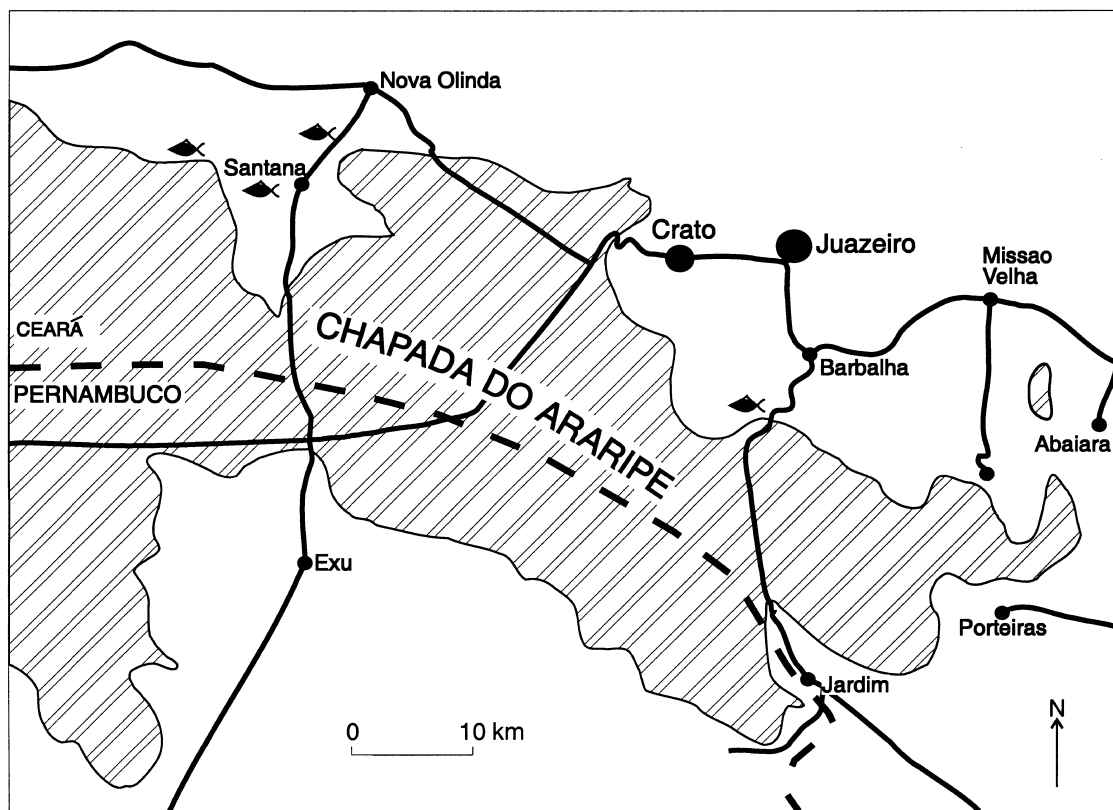 Nova Olinda
Santana
Crato
Juazeiro
Missao
Velha
CEARÁ
CHAPADA DO ARARIPE
PERNAMBUCO
Barbalha
Abaiara
Exu
Porteiras
Jardim
0 10 km
N